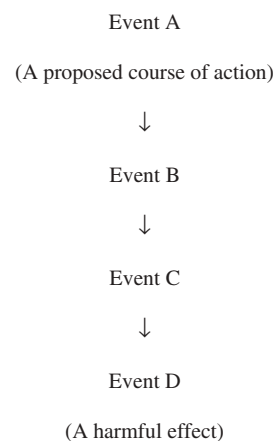 Event A
(A proposed course of action)
↓
Event B
↓
Event C
↓
Event D
(A harmful effect)